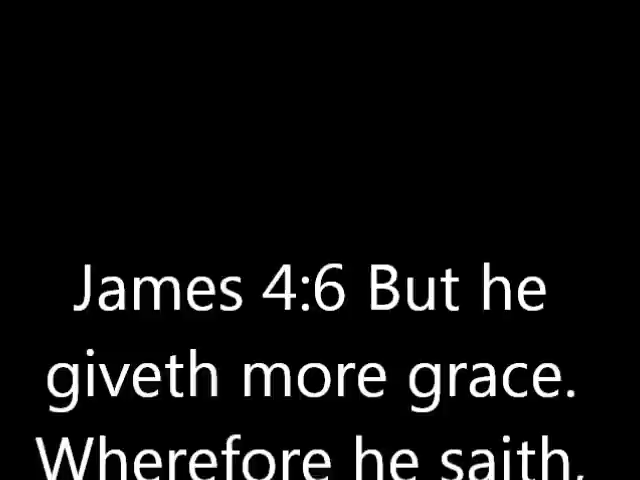 James 4:6 But he
giveth more grace.
Wherefore he saith,